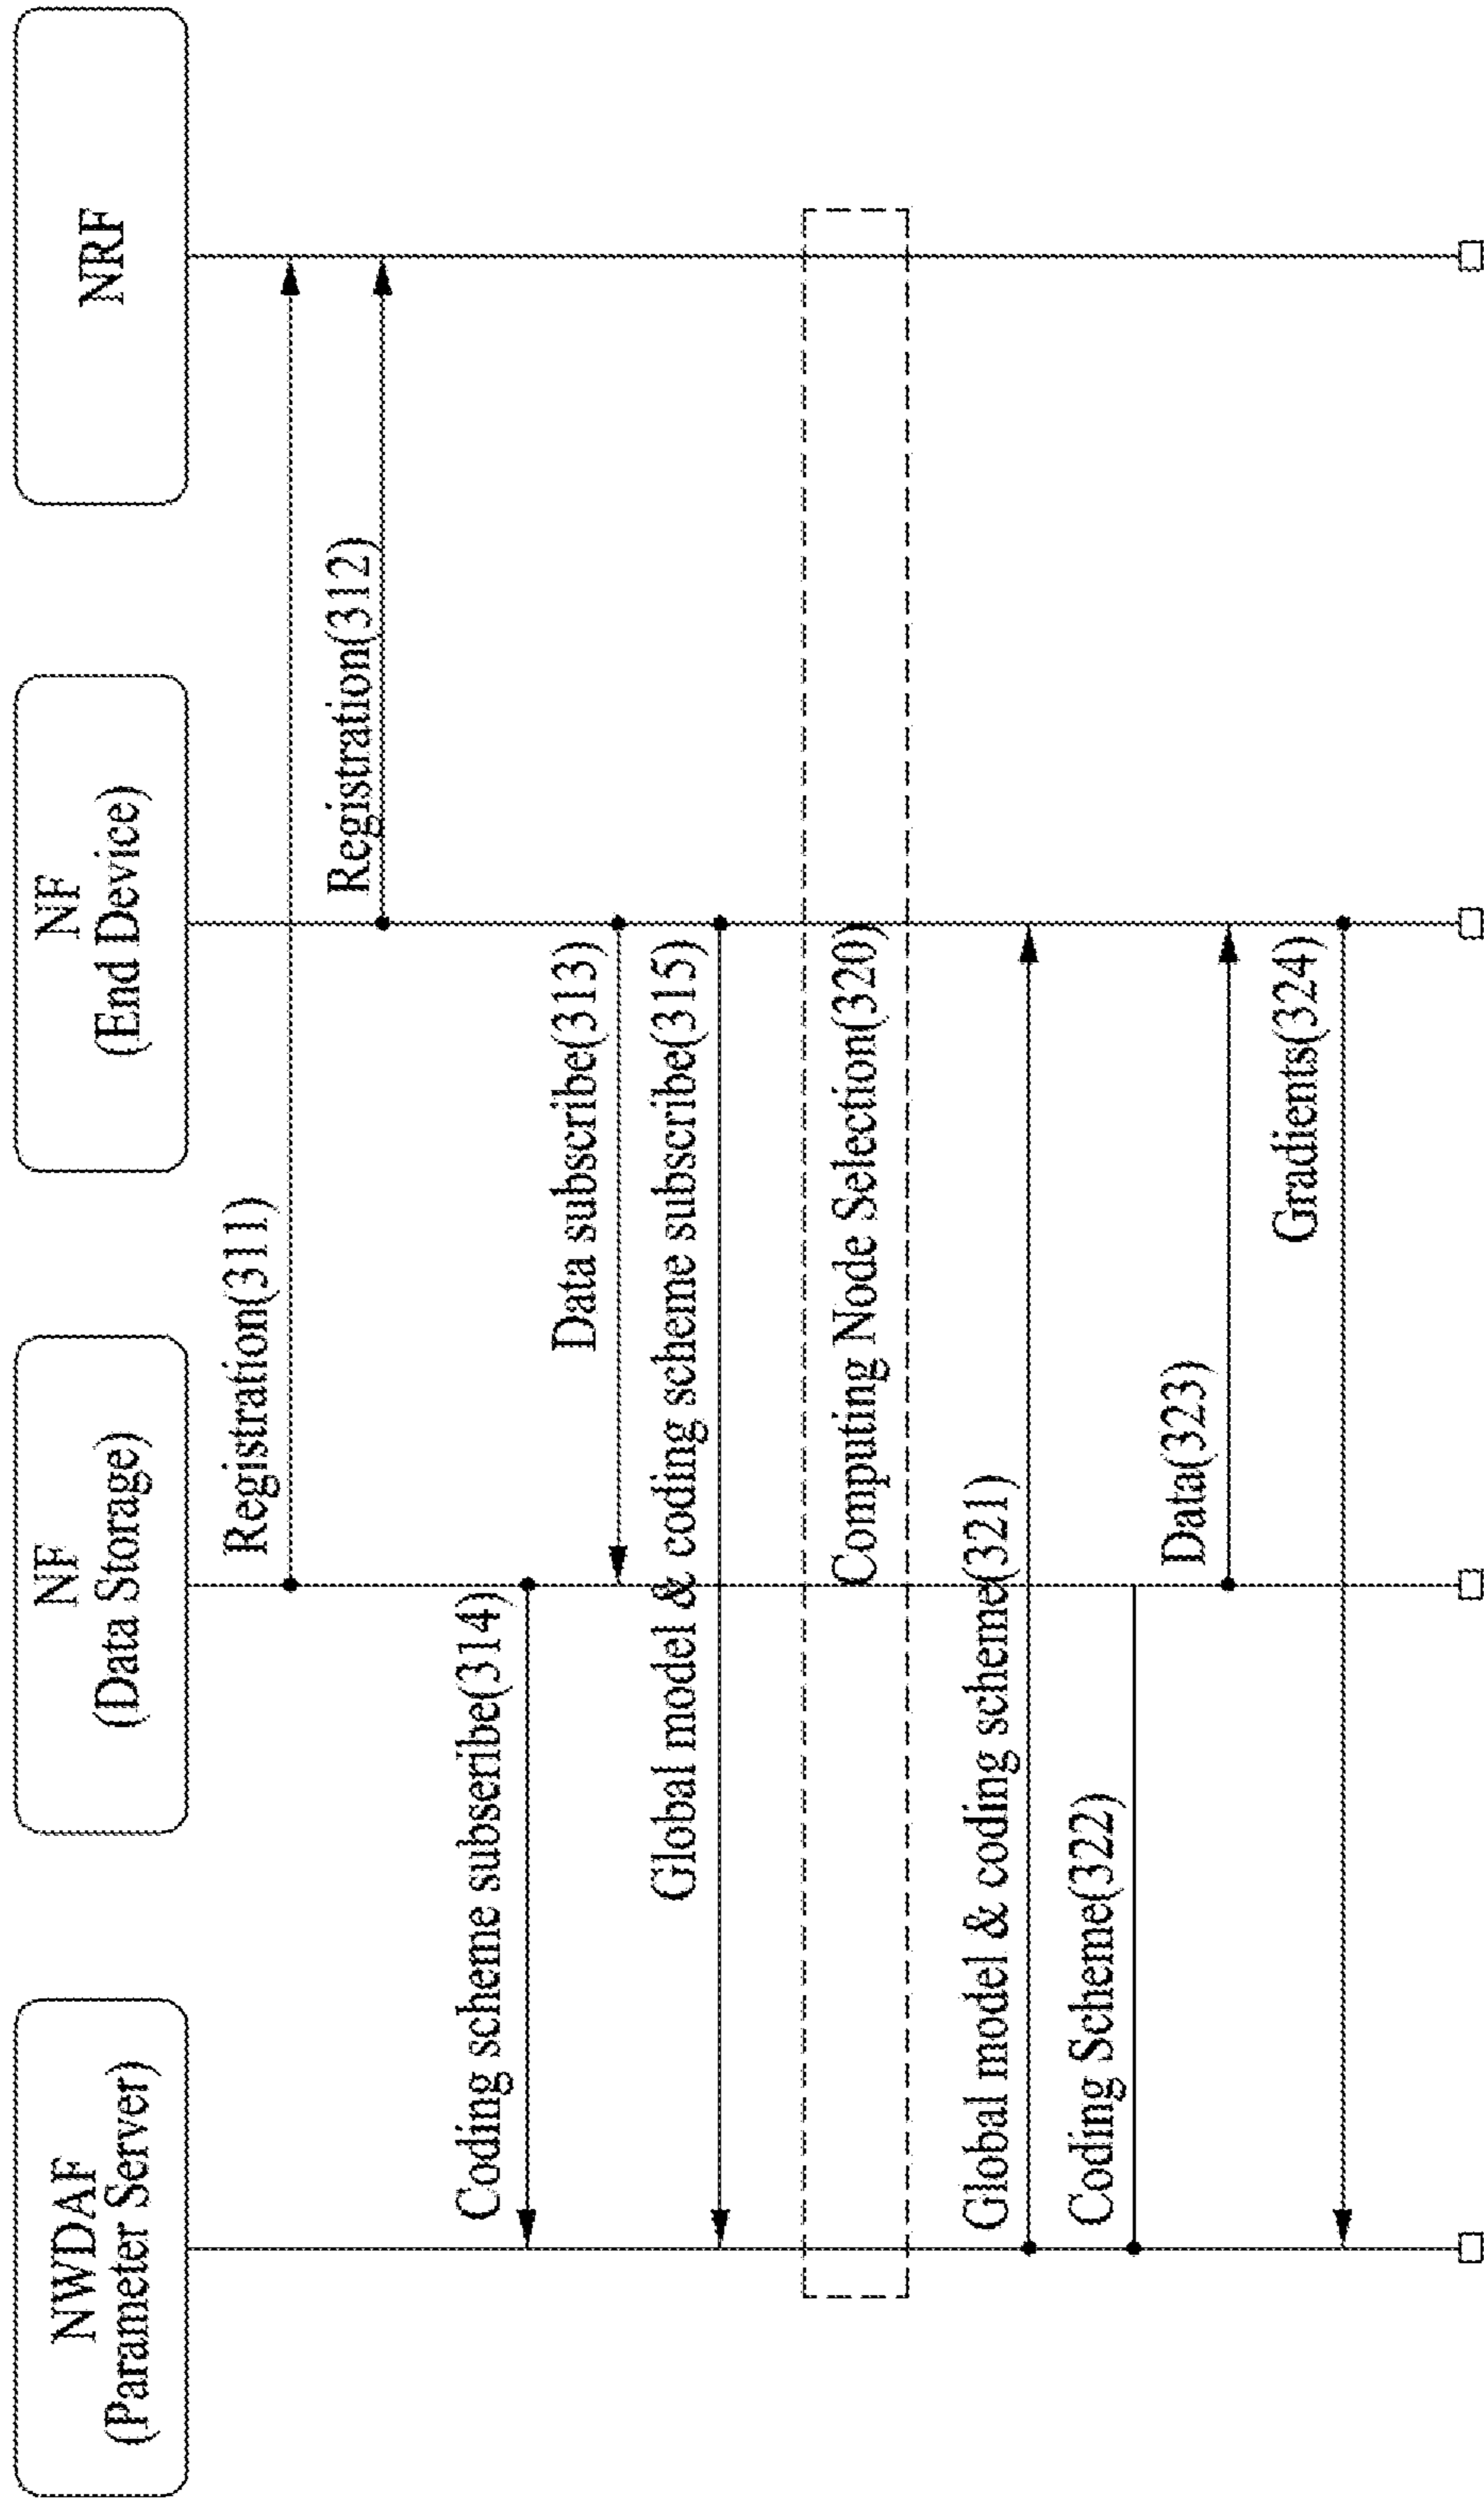 NWDAF
(Parameter Server)
NF
(Data Storage)
NF
(End Device)
NRF
Registration(311)
Registration(312)
Coding scheme subscribe(314)
Data subscribe(313)
Global model & coding scheme subscribe(315)
Computing Node Selection(320)
Global model & coding scheme(321)
Coding Scheme(322)
Data(323)
Gradients(324)